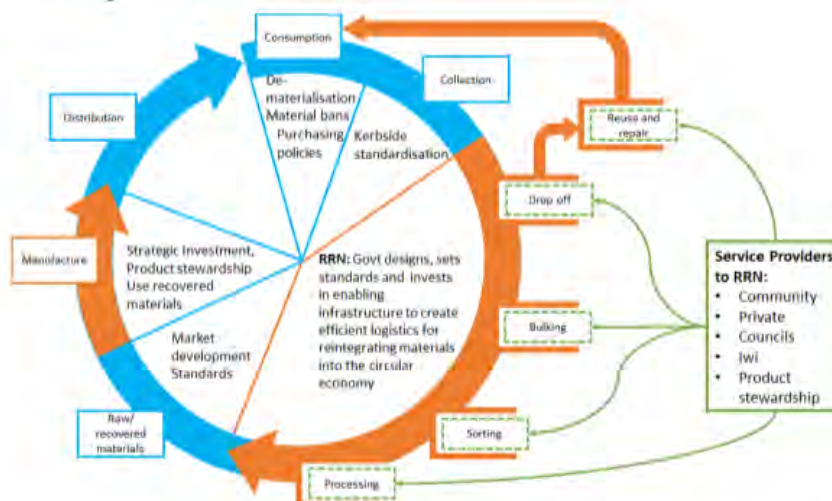 Consumption
De-
materialisation
Material bans
Purchasing
policies
Collection
Kerbside
standardisation
Distribution
Reuse and
repair
Drop off
Manufacture
Strategic Investment,
Product stewardship
Use recovered
materials
RRN: Govt designs, sets
standards and invests
in enabling
infrastructure to create
efficient logistics for
reintegrating materials
into the circular
economy
Service Providers
to RRN:
• Community
• Private
• Councils
• Iwi
• Product
stewardship
Bulking
Market
development
Standards
Raw/
recovered
materials
Sorting
Processing